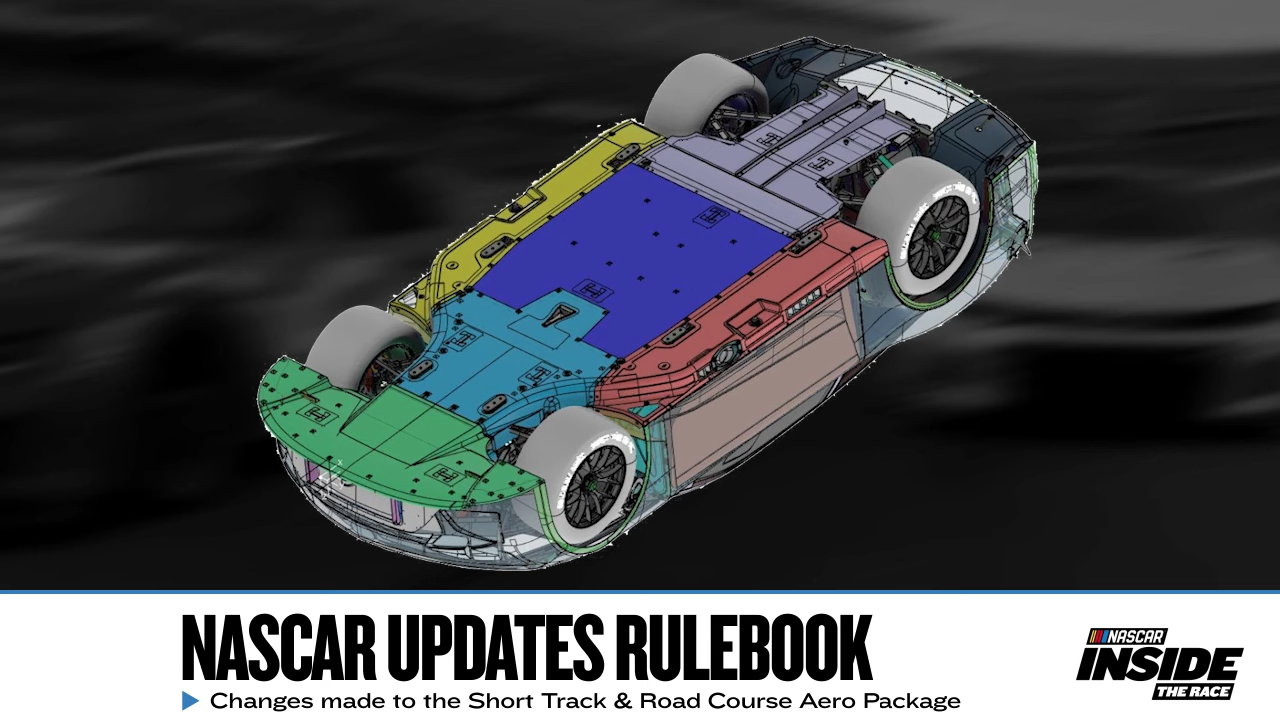 NASCAR UPDATES RULEBOOK
Changes made to the Short Track & Road Course Aero Package
NASCAR
INSIDE
THE RACE